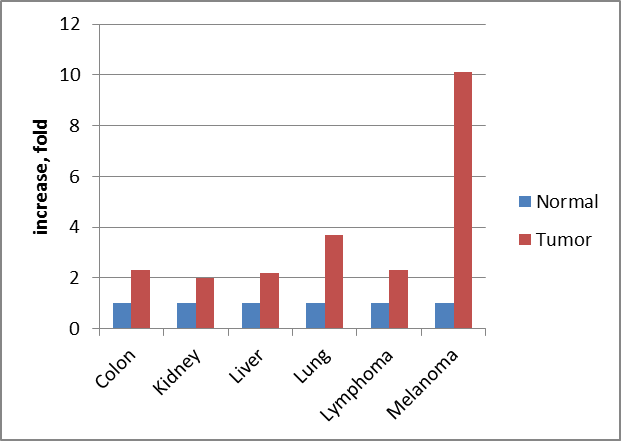 12
10
8
6
4
2
0
increase, fold
Colon
Kidney
Liver
Lung
Lymphoma
Melanoma
Normal
Tumor